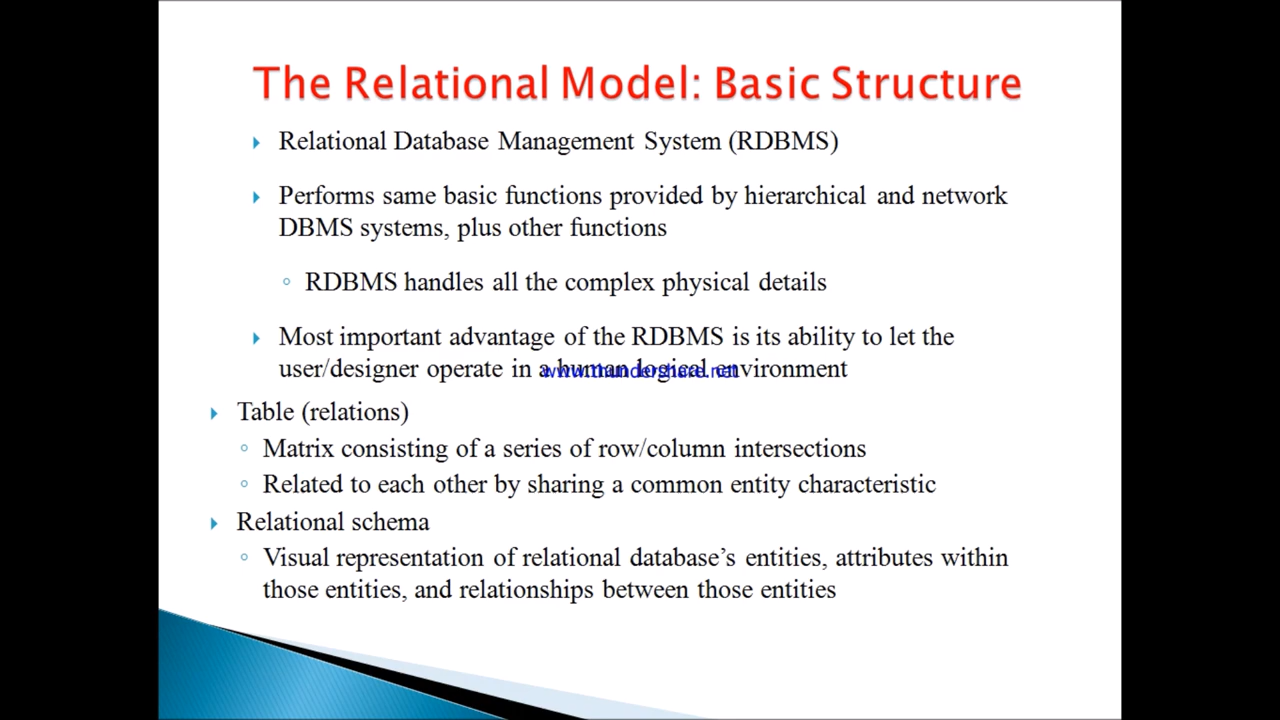 The Relational Model: Basic Structure
Relational Database Management System (RDBMS)
Performs same basic functions provided by hierarchical and network
DBMS systems, plus other functions
RDBMS handles all the complex physical details
Most important advantage of the RDBMS is its ability to let the
user/designer operate in a human logical environment
www.thundershare.net
Table (relations)
Matrix consisting of a series of row/column intersections
Related to each other by sharing a common entity characteristic
Relational schema
Visual representation of relational database’s entities, attributes within
those entities, and relationships between those entities